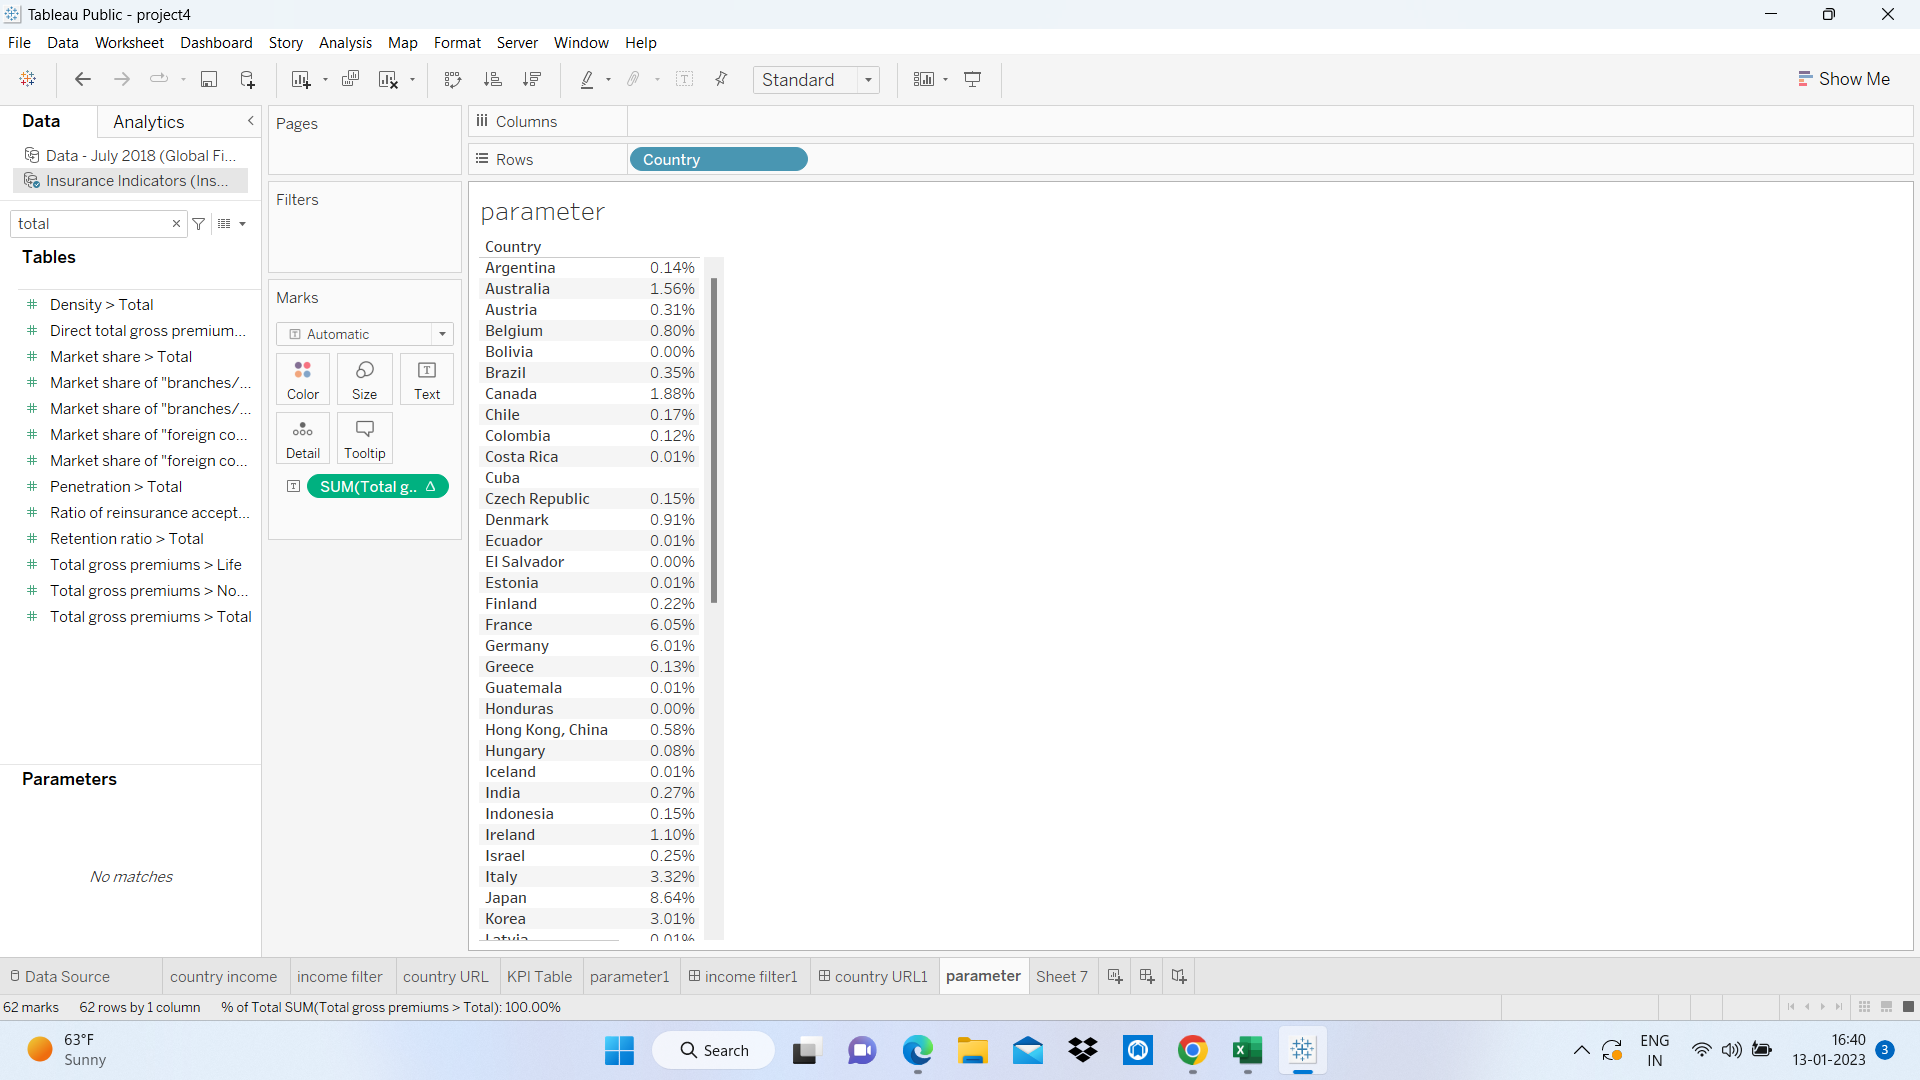 Tableau Public - project4
File Data Worksheet Dashboard Story Analysis Map Format Server Window Help
Standard
Show Me
Data
Analytics
Data - July 2018 (Global Fi...
Insurance Indicators (Ins...
total
Tables
Density > Total
Direct total gross premium...
Market share > Total
Market share of "branches/...
Market share of "branches/...
Market share of "foreign co...
Market share of "foreign co...
Penetration > Total
Ratio of reinsurance accept...
Retention ratio > Total
Total gross premiums > Life
Total gross premiums > No...
Total gross premiums > Total
Parameters
No matches
Pages
Filters
Marks
Automatic
Color
Size
Text
Detail
Tooltip
SUM(Total g.. Δ
Columns
Rows
Country
parameter
Country
Argentina 0.14%
Australia 1.56%
Austria 0.31%
Belgium 0.80%
Bolivia 0.00%
Brazil 0.35%
Canada 1.88%
Chile 0.17%
Colombia 0.12%
Costa Rica 0.01%
Cuba
Czech Republic 0.15%
Denmark 0.91%
Ecuador 0.01%
El Salvador 0.00%
Estonia 0.01%
Finland 0.22%
France 6.05%
Germany 6.01%
Greece 0.13%
Guatemala 0.01%
Honduras 0.00%
Hong Kong, China 0.58%
Hungary 0.08%
Iceland 0.01%
India 0.27%
Indonesia 0.15%
Ireland 1.10%
Israel 0.25%
Italy 3.32%
Japan 8.64%
Korea 3.01%
Latvia 0.01%
Data Source country income income filter country URL KPI Table parameter1 income filter1 country URL1 parameter Sheet 7
62 marks 62 rows by 1 column % of Total SUM(Total gross premiums > Total): 100.00%
63°F
Sunny
Search
ENG
IN
16:40
13-01-2023
3